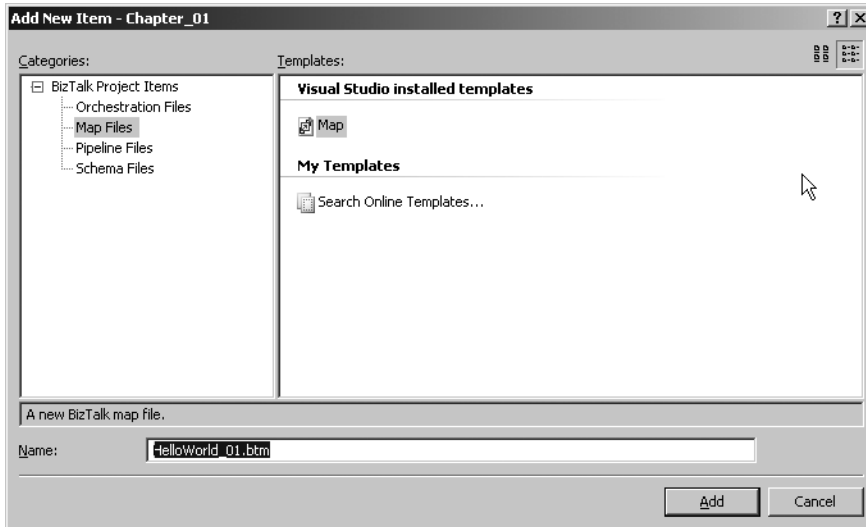 Add New Item - Chapter_01
Categories:
Templates:
BizTalk Project Items
Orchestration Files
Map Files
Pipeline Files
Schema Files
Visual Studio installed templates
Map
My Templates
Search Online Templates...
A new BizTalk map file.
Name:
HelloWorld_01.btm
Add
Cancel